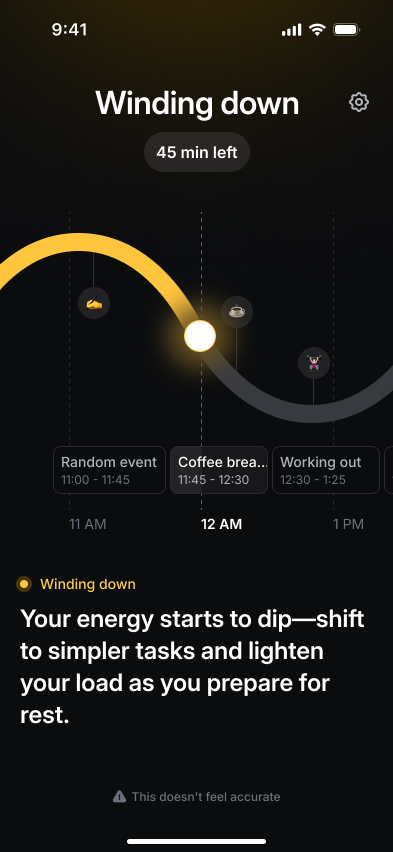 9:41
Winding down
45 min left
Random event
11:00 - 11:45
Coffee brea...
11:45 - 12:30
Working out
12:30 - 1:25
11 AM
12 AM
1 PM
Winding down
Your energy starts to dip—shift
to simpler tasks and lighten
your load as you prepare for
rest.
This doesn't feel accurate